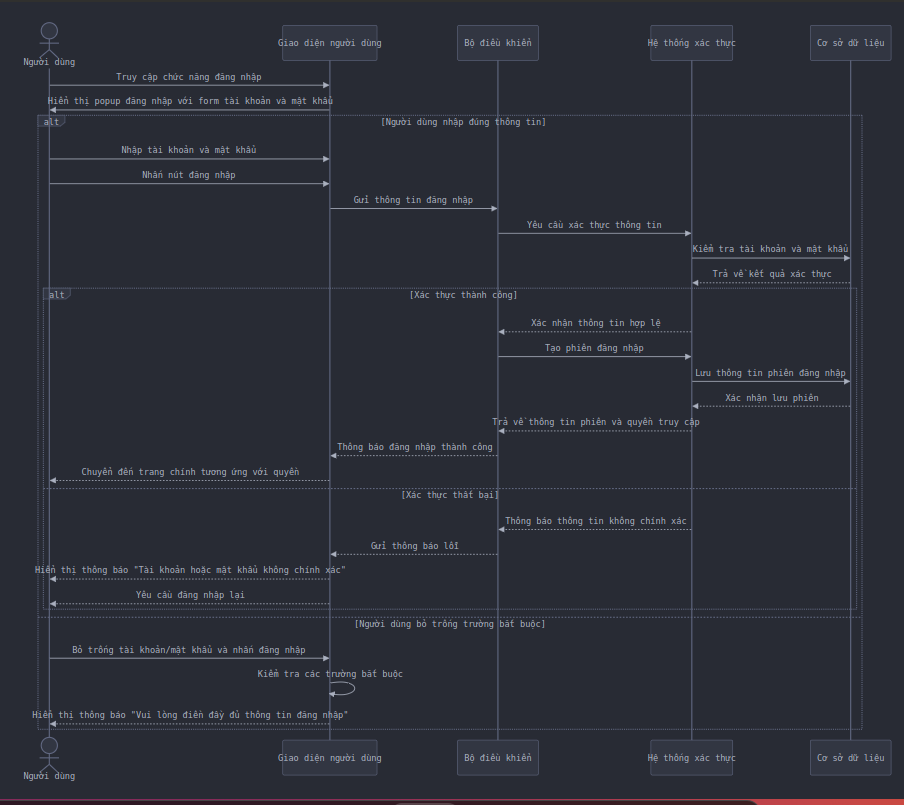 Người dùng
Giao diện người dùng
Bộ điều khiển
Hệ thống xác thực
Cơ sở dữ liệu
Truy cập chức năng đăng nhập
Hiển thị popup đăng nhập với form tài khoản và mật khẩu
alt
[Người dùng nhập đúng thông tin]
Nhập tài khoản và mật khẩu
Nhấn nút đăng nhập
Gửi thông tin đăng nhập
Yêu cầu xác thực thông tin
Kiểm tra tài khoản và mật khẩu
Trả về kết quả xác thực
alt
[Xác thực thành công]
Xác nhận thông tin hợp lệ
Tạo phiên đăng nhập
Lưu thông tin phiên đăng nhập
Xác nhận lưu phiên
Trả về thông tin phiên và quyền truy cập
Thông báo đăng nhập thành công
Chuyển đến trang chính tương ứng với quyền
[Xác thực thất bại]
Thông báo thông tin không chính xác
Gửi thông báo lỗi
Hiển thị thông báo "Tài khoản hoặc mật khẩu không chính xác"
Yêu cầu đăng nhập lại
[Người dùng bỏ trống trường bắt buộc]
Bỏ trống tài khoản/mật khẩu và nhấn đăng nhập
Kiểm tra các trường bắt buộc
Hiển thị thông báo "Vui lòng điền đầy đủ thông tin đăng nhập"
Người dùng
Giao diện người dùng
Bộ điều khiển
Hệ thống xác thực
Cơ sở dữ liệu